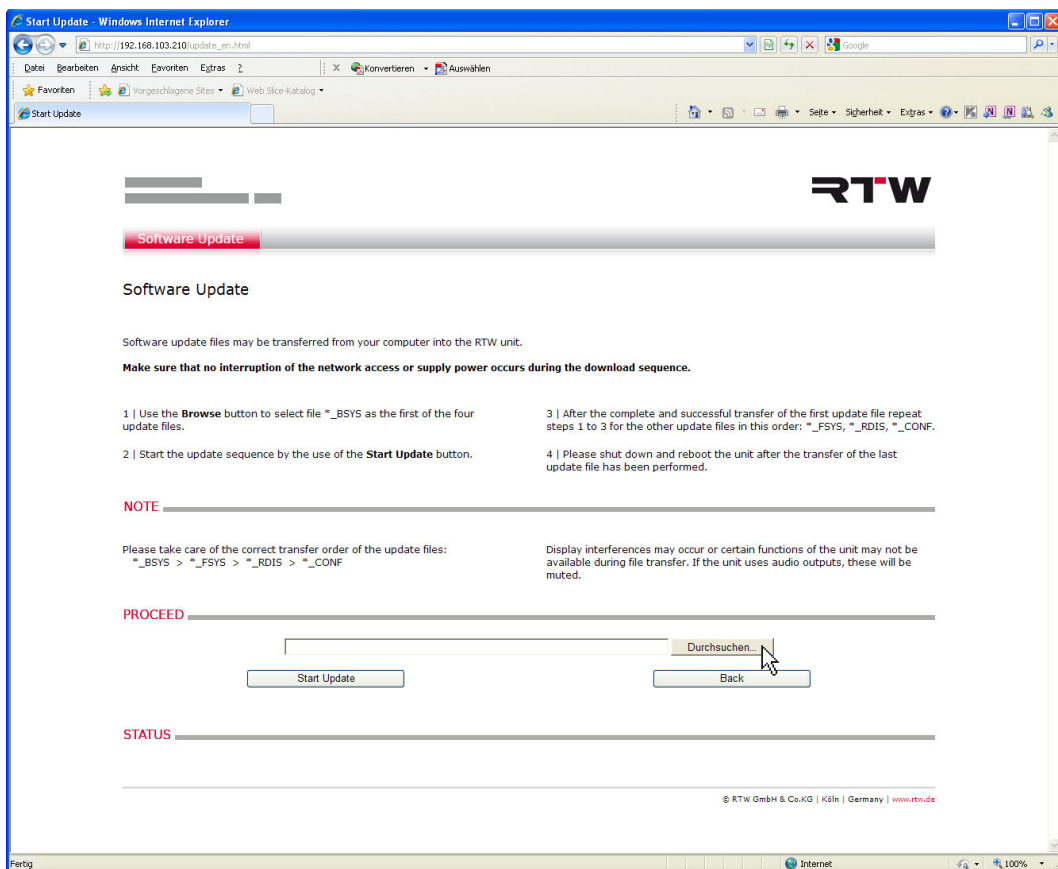 Start Update - Windows Internet Explorer
http://192.168.103.210/update_en.html
Google
Datei Bearbeiten Ansicht Favoriten Extras ?
X Konvertieren Auswählen
Favoriten Vorgeschlagene Sites Web Slice-Katalog
Start Update
Seite Sicherheit Extras
RTW
Software Update
Software Update
Software update files may be transferred from your computer into the RTW unit.
Make sure that no interruption of the network access or supply power occurs during the download sequence.
1 | Use the Browse button to select file *_BSYS as the first of the four
update files.
2 | Start the update sequence by the use of the Start Update button.
3 | After the complete and successful transfer of the first update file repeat
steps 1 to 3 for the other update files in this order: *_FSYS, *_RDIS, *_CONF.
4 | Please shut down and reboot the unit after the transfer of the last
update file has been performed.
NOTE
Please take care of the correct transfer order of the update files:
*_BSYS > *_FSYS > *_RDIS > *_CONF
Display interferences may occur or certain functions of the unit may not be
available during file transfer. If the unit uses audio outputs, these will be
muted.
PROCEED
Durchsuchen...
Start Update Back
STATUS
© RTW GmbH & Co.KG | Köln | Germany | www.rtw.de
Fertig Internet 100%